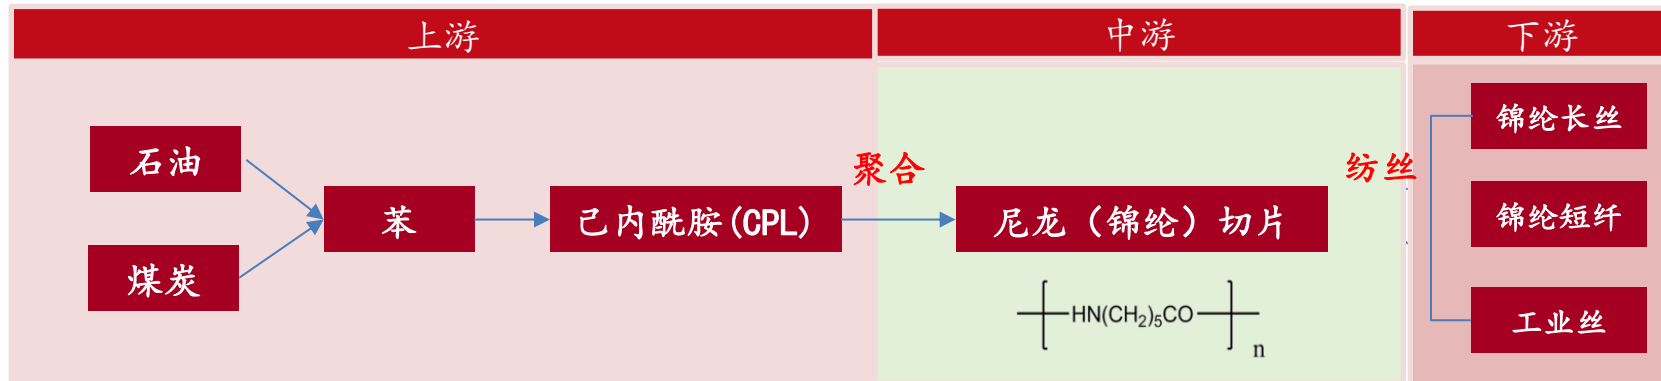 上游
中游
下游
石油
煤炭
苯
己内酰胺(CPL)
聚合
尼龙（锦纶）切片
HN(CH₂)₅CO
n
纺丝
锦纶长丝
锦纶短纤
工业丝